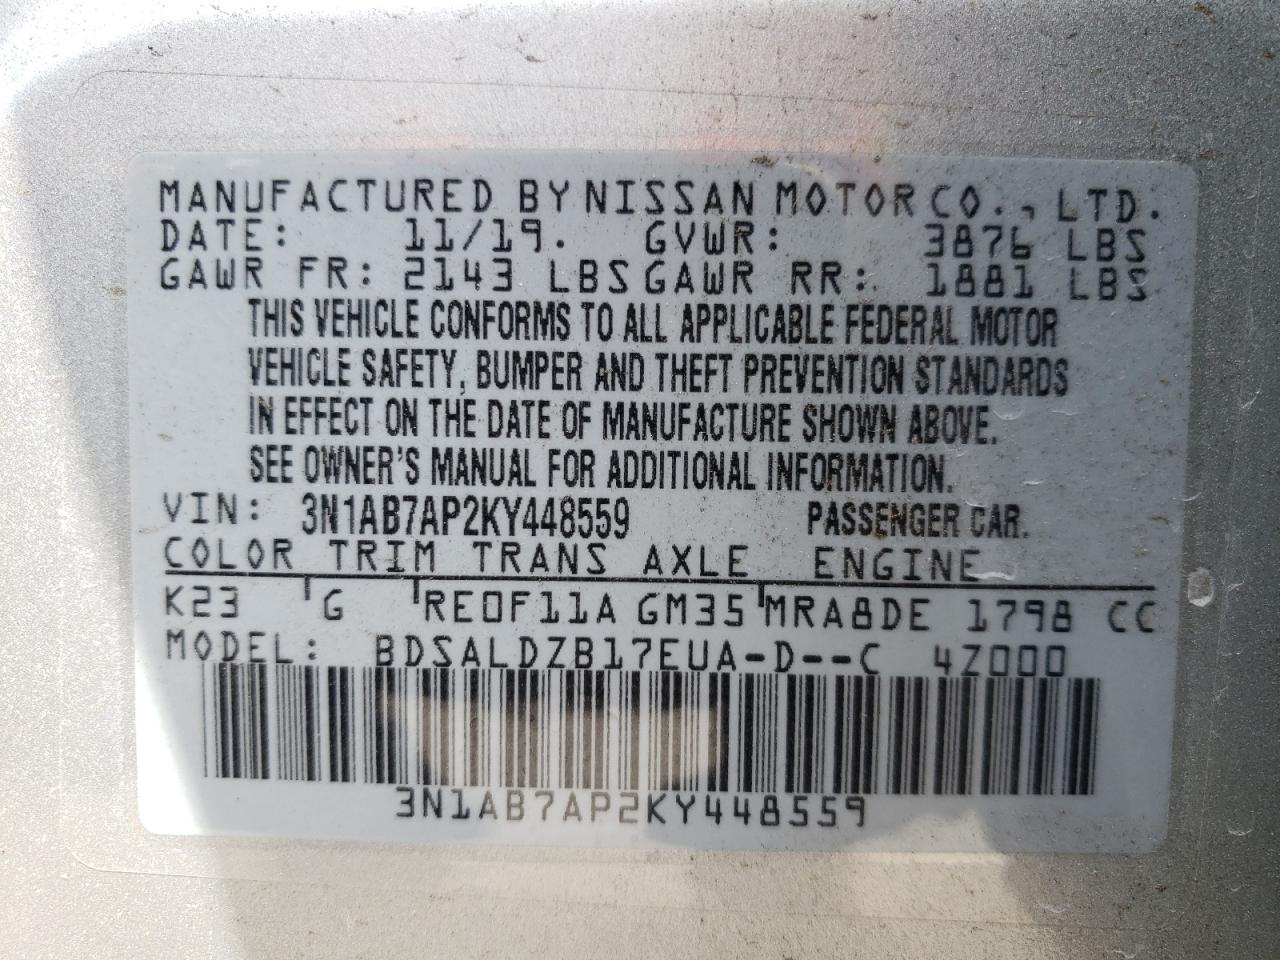 MANUFACTURED BY NISSAN MOTOR CO., LTD.
DATE: 11/19. GVWR: 3876 LBS
GAWR FR: 2143 LBS GAWR RR: 1881 LBS
THIS VEHICLE CONFORMS TO ALL APPLICABLE FEDERAL MOTOR
VEHICLE SAFETY, BUMPER AND THEFT PREVENTION STANDARDS
IN EFFECT ON THE DATE OF MANUFACTURE SHOWN ABOVE.
SEE OWNER'S MANUAL FOR ADDITIONAL INFORMATION.
VIN: 3N1AB7AP2KY448559 PASSENGER CAR.
COLOR TRIM TRANS AXLE ENGINE
K23 G RE0F11A GM35 MRA8DE 1798 CC
MODEL: BDSALDZB17EUA-D--C 4Z000
3N1AB7AP2KY448559